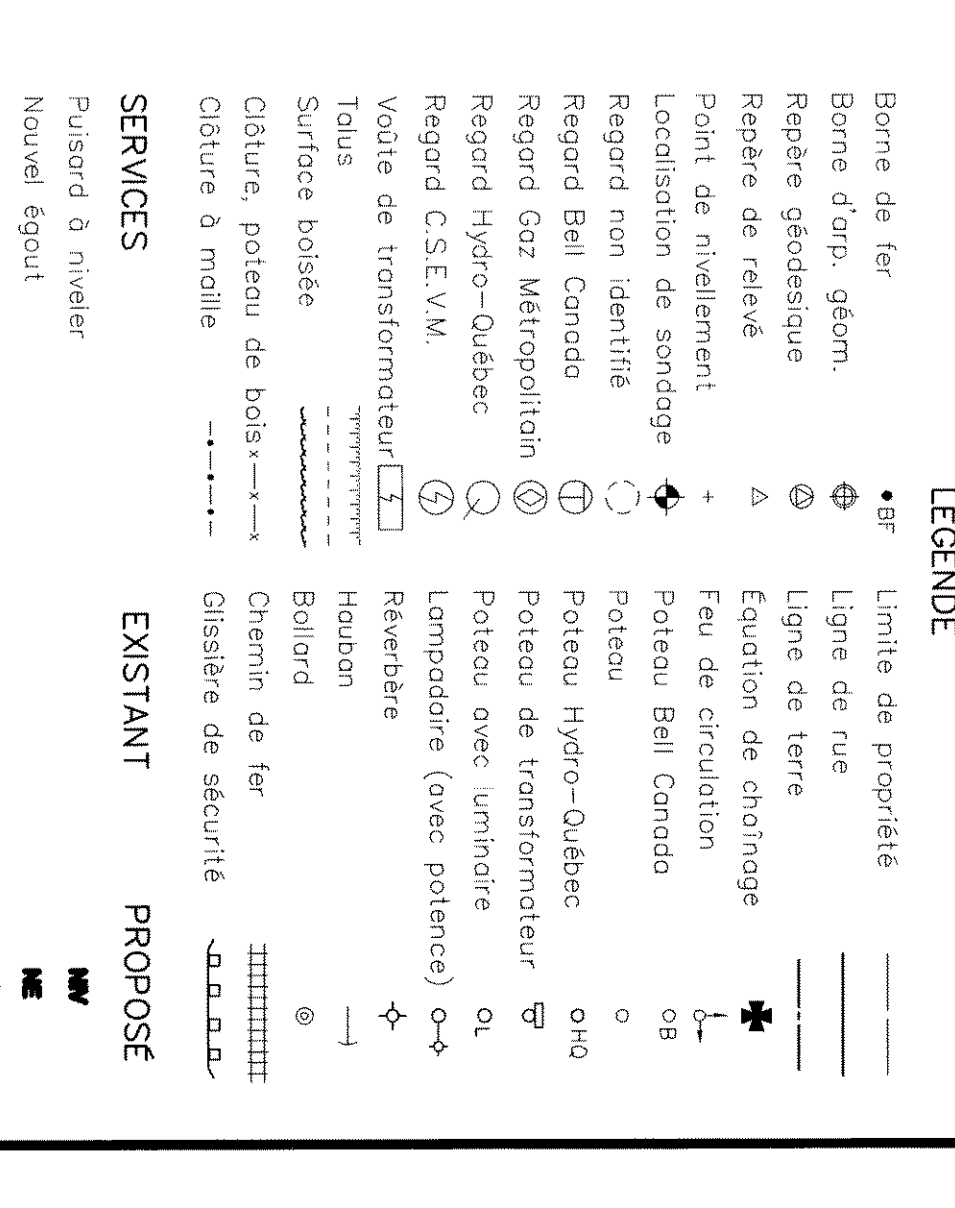 LÉGENDE
Borne de fer
BF
Borne d'arp. géom.
Repère géodesique
Repère de relevé
Point de nivellement
Localisation de sondage
Regard non identifié
Regard Bell Canada
Regard Gaz Métropolitain
Regard Hydro-Québec
Regard C.S.E.V.M.
Voûte de transformateur
Talus
Surface boisée
Clôture, poteau de bois
Clôture à maille
Limite de propriété
Ligne de rue
Ligne de terre
Équation de chaînage
Feu de circulation
Poteau Bell Canada
B
Poteau
Poteau Hydro-Québec
HQ
Poteau de transformateur
Poteau avec luminaire
L
Lampadaire (avec potence)
Réverbère
Hauban
Bollard
Chemin de fer
Glissière de sécurité
SERVICES EXISTANT PROPOSÉ
Puisard à niveler
NIV
Nouvel égout
NE